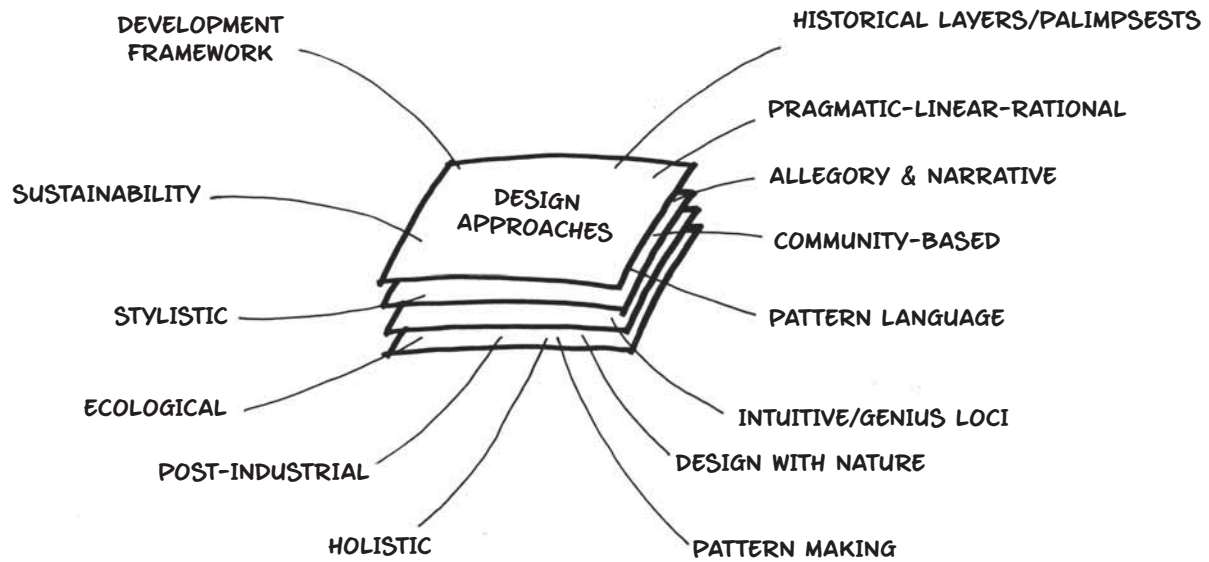 DEVELOPMENT
FRAMEWORK
HISTORICAL LAYERS/PALIMPSESTS
PRAGMATIC-LINEAR-RATIONAL
SUSTAINABILITY
ALLEGORY & NARRATIVE
DESIGN
APPROACHES
COMMUNITY-BASED
STYLISTIC
PATTERN LANGUAGE
ECOLOGICAL
INTUITIVE/GENIUS LOCI
POST-INDUSTRIAL
DESIGN WITH NATURE
HOLISTIC
PATTERN MAKING